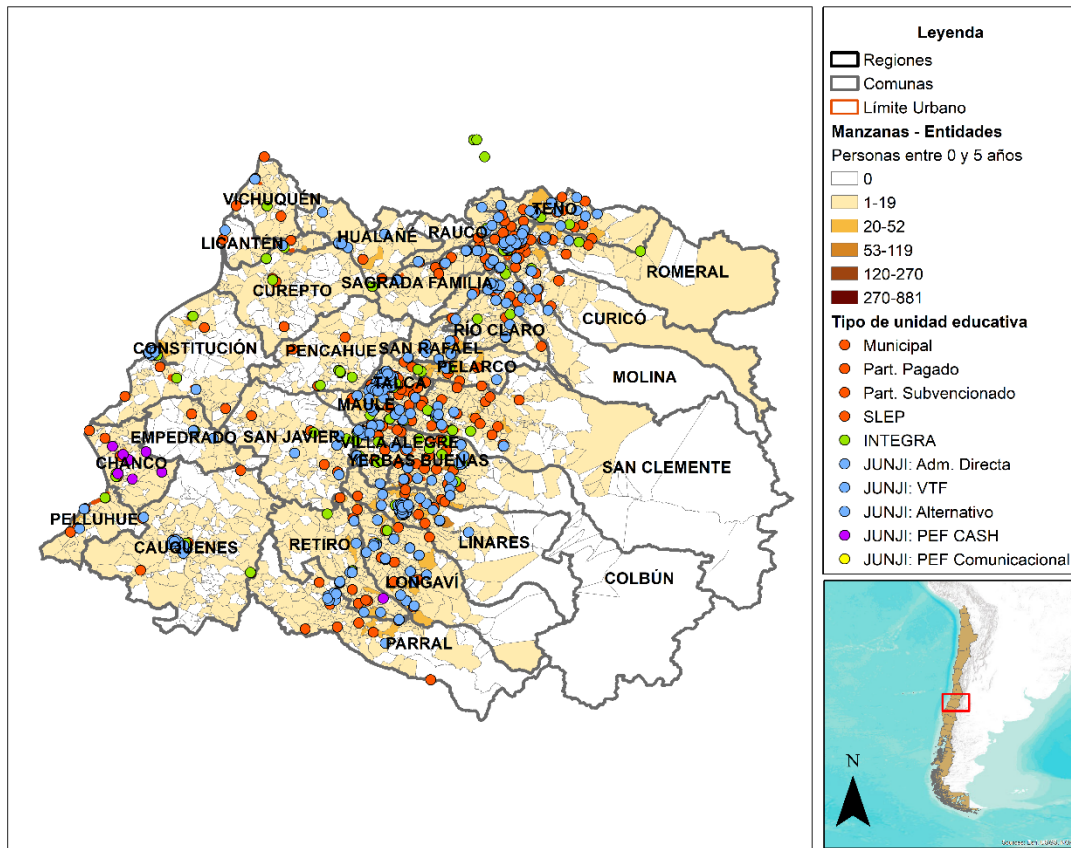 VICHUQUÉN
TENO
LICANTEN
HUALAÑÉ
RAUCO
ROMERAL
SAGRADA FAMILIA
CUREPTO
CURICÓ
RÍO CLARO
CONSTITUCIÓN
PENCAHUE
SAN RAFAEL
PELARCO
MOLINA
TALCA
MAULE
EMPEDRADO
SAN JAVIER
VILLA ALEGRE
YERBAS BUENAS
SAN CLEMENTE
CHANCO
PELLUHUE
CAUQUENES
RETIRO
LINARES
COLBÚN
LONGAVÍ
PARRAL
Leyenda
Regiones
Comunas
Límite Urbano
Manzanas - Entidades
Personas entre 0 y 5 años
0
1-19
20-52
53-119
120-270
270-881
Tipo de unidad educativa
Municipal
Part. Pagado
Part. Subvencionado
SLEP
INTEGRA
JUNJI: Adm. Directa
JUNJI: VTF
JUNJI: Alternativo
JUNJI: PEF CASH
JUNJI: PEF Comunicacional
N